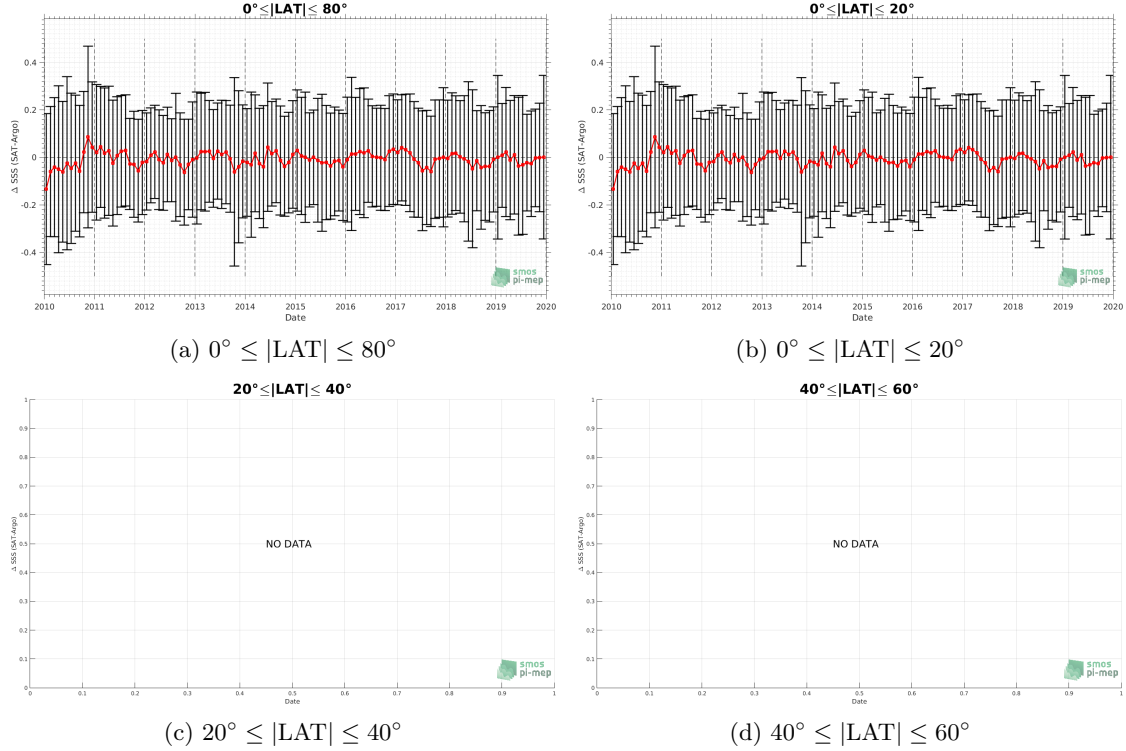 0°≤|LAT|≤ 80°
0.4
0.2
0
-0.2
-0.4
Δ SSS (SAT-Argo)
smos
pi-mep
2010 2011 2012 2013 2014 2015 2016 2017 2018 2019 2020
Date
(a) 0° ≤ |LAT| ≤ 80°
0°≤|LAT|≤ 20°
0.4
0.2
0
-0.2
-0.4
Δ SSS (SAT-Argo)
smos
pi-mep
2010 2011 2012 2013 2014 2015 2016 2017 2018 2019 2020
Date
(b) 0° ≤ |LAT| ≤ 20°
20°≤|LAT|≤ 40°
1
0.9
0.8
0.7
0.6
0.5
0.4
0.3
0.2
0.1
0
Δ SSS (SAT-Argo)
NO DATA
smos
pi-mep
0 0.1 0.2 0.3 0.4 0.5 0.6 0.7 0.8 0.9 1
Date
(c) 20° ≤ |LAT| ≤ 40°
40°≤|LAT|≤ 60°
1
0.9
0.8
0.7
0.6
0.5
0.4
0.3
0.2
0.1
0
Δ SSS (SAT-Argo)
NO DATA
smos
pi-mep
0 0.1 0.2 0.3 0.4 0.5 0.6 0.7 0.8 0.9 1
Date
(d) 40° ≤ |LAT| ≤ 60°